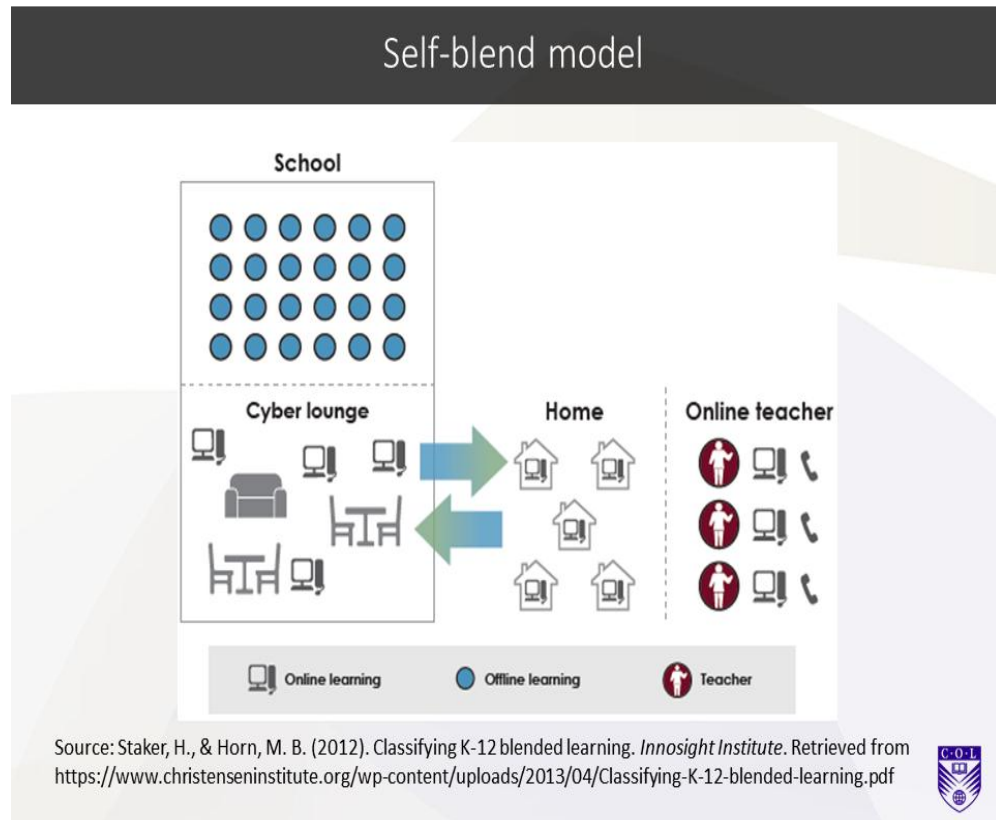 Self-blend model
School
Cyber lounge
Home
Online teacher
Online learning
Offline learning
Teacher
Source: Staker, H., & Horn, M. B. (2012). Classifying K-12 blended learning. Innosight Institute. Retrieved from
https://www.christenseninstitute.org/wp-content/uploads/2013/04/Classifying-K-12-blended-learning.pdf
C·O·L